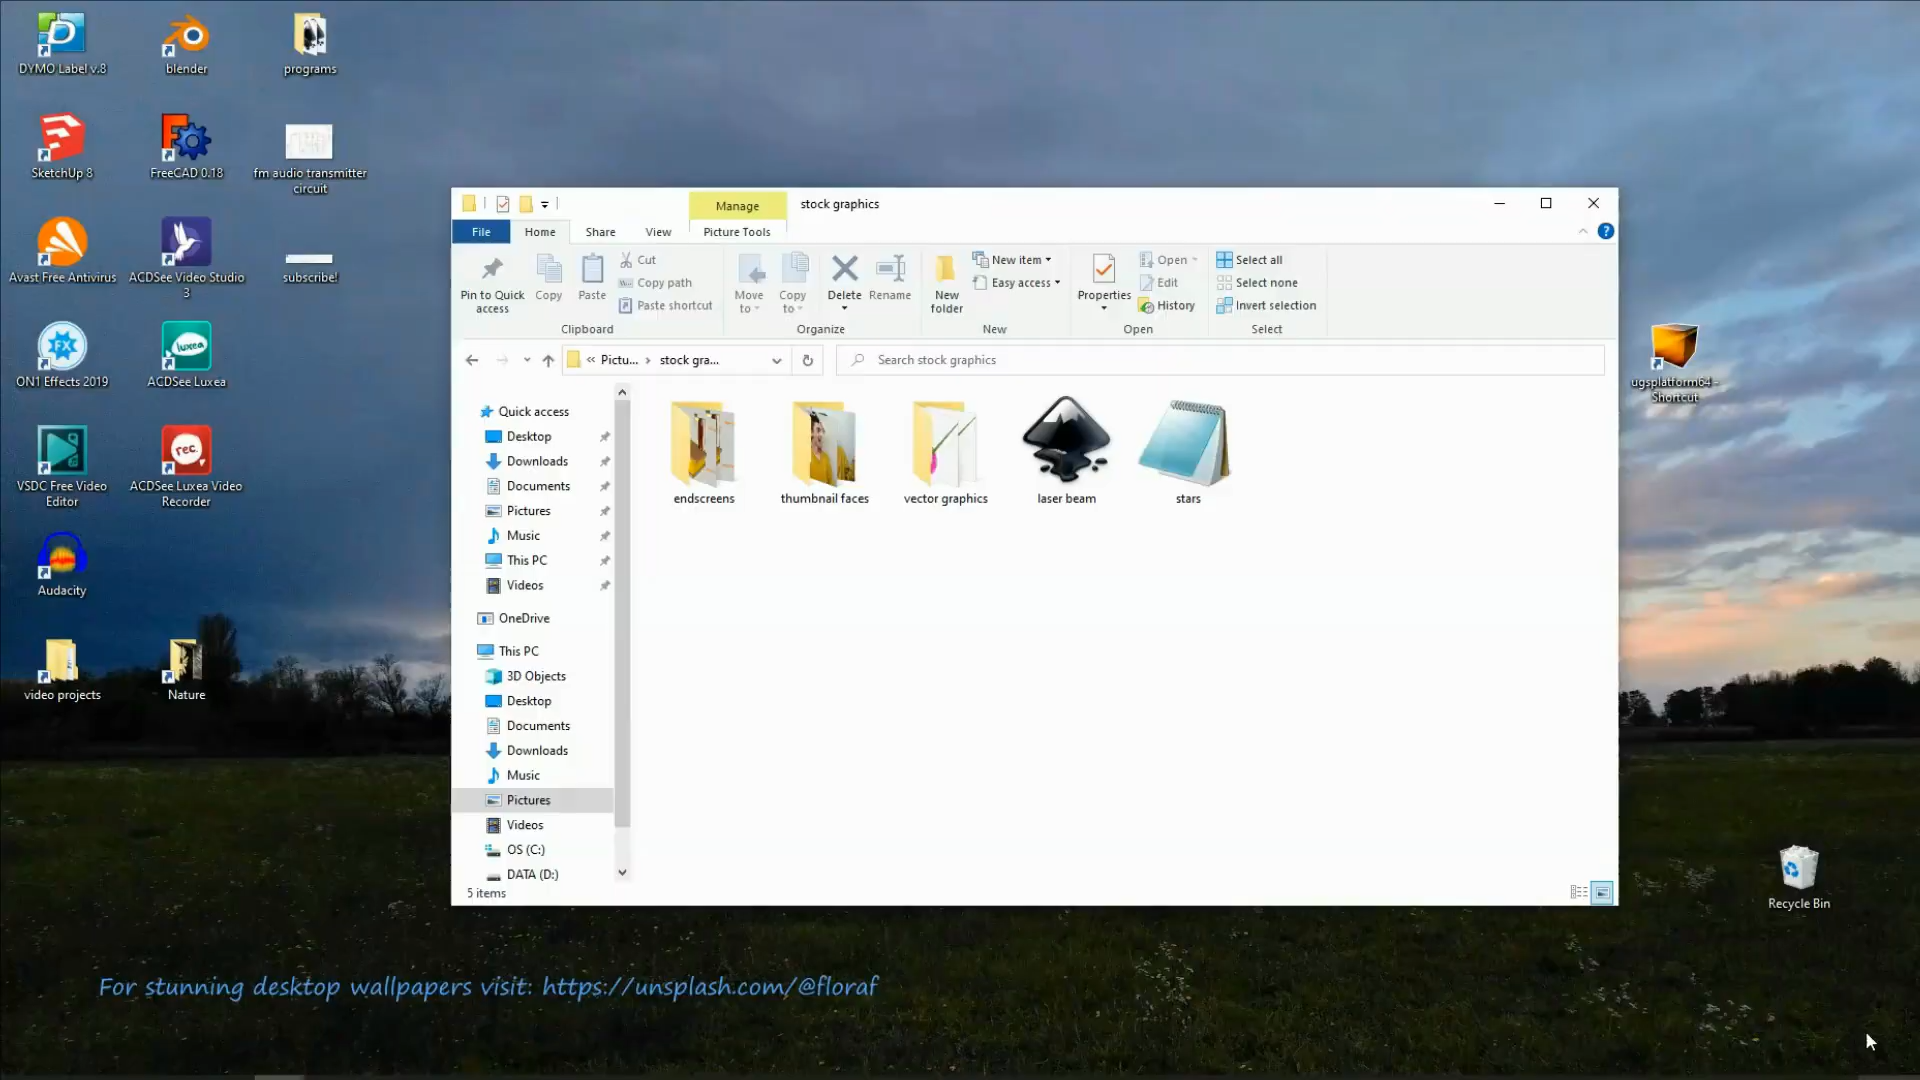 DYMO Label v.8
blender
programs
SketchUp 8
FreeCAD 0.18
fm audio transmitter
circuit
Avast Free Antivirus
ACDSee Video Studio
3
subscribe!
ON1 Effects 2019
ACDSee Luxea
luxea
FX
VSDC Free Video
Editor
rec.
ACDSee Luxea Video
Recorder
Audacity
video projects
Nature
Manage
stock graphics
File
Home
Share
View
Picture Tools
?
Pin to Quick
access
Copy
Paste
Cut
Copy path
Paste shortcut
Clipboard
Move
to
Copy
to
Delete
Rename
Organize
New
folder
New item
Easy access
New
Properties
Open
Edit
History
Open
Select all
Select none
Invert selection
Select
« Pictu... › stock gra...
Search stock graphics
Quick access
Desktop
Downloads
Documents
Pictures
Music
This PC
Videos
OneDrive
This PC
3D Objects
Desktop
Documents
Downloads
Music
Pictures
Videos
OS (C:)
DATA (D:)
5 items
endscreens
thumbnail faces
vector graphics
laser beam
stars
ugsplatform64 -
Shortcut
Recycle Bin
For stunning desktop wallpapers visit: https://unsplash.com/@floraf